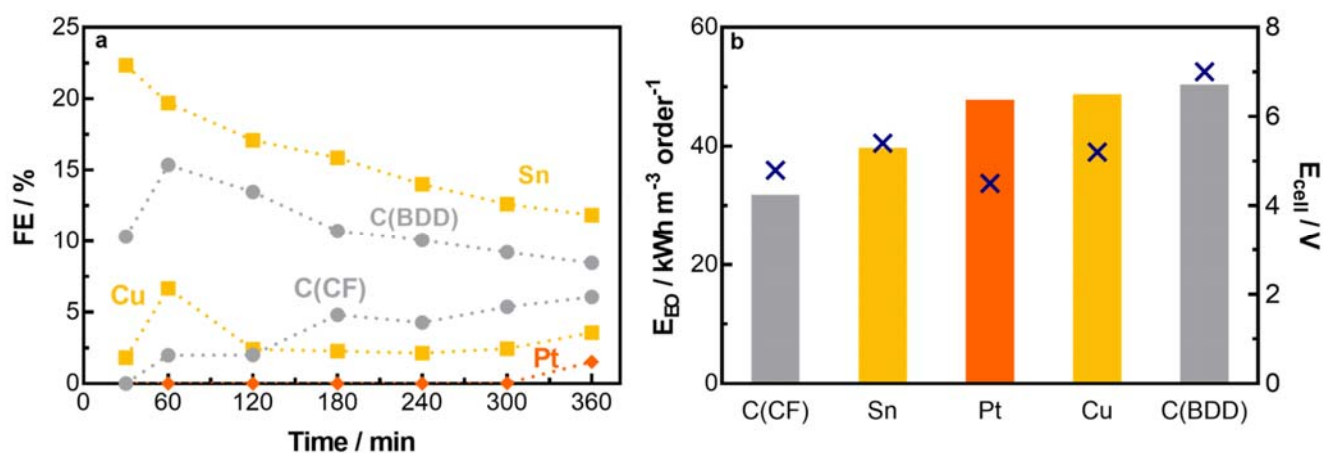 a
25
20
15
10
5
0
FE / %
Sn
C(BDD)
C(CF)
Cu
Pt
0 60 120 180 240 300 360
Time / min
b
60
40
20
0
E_EO / kWh m⁻³ order⁻¹
8
6
4
2
0
E_cell / V
C(CF) Sn Pt Cu C(BDD)